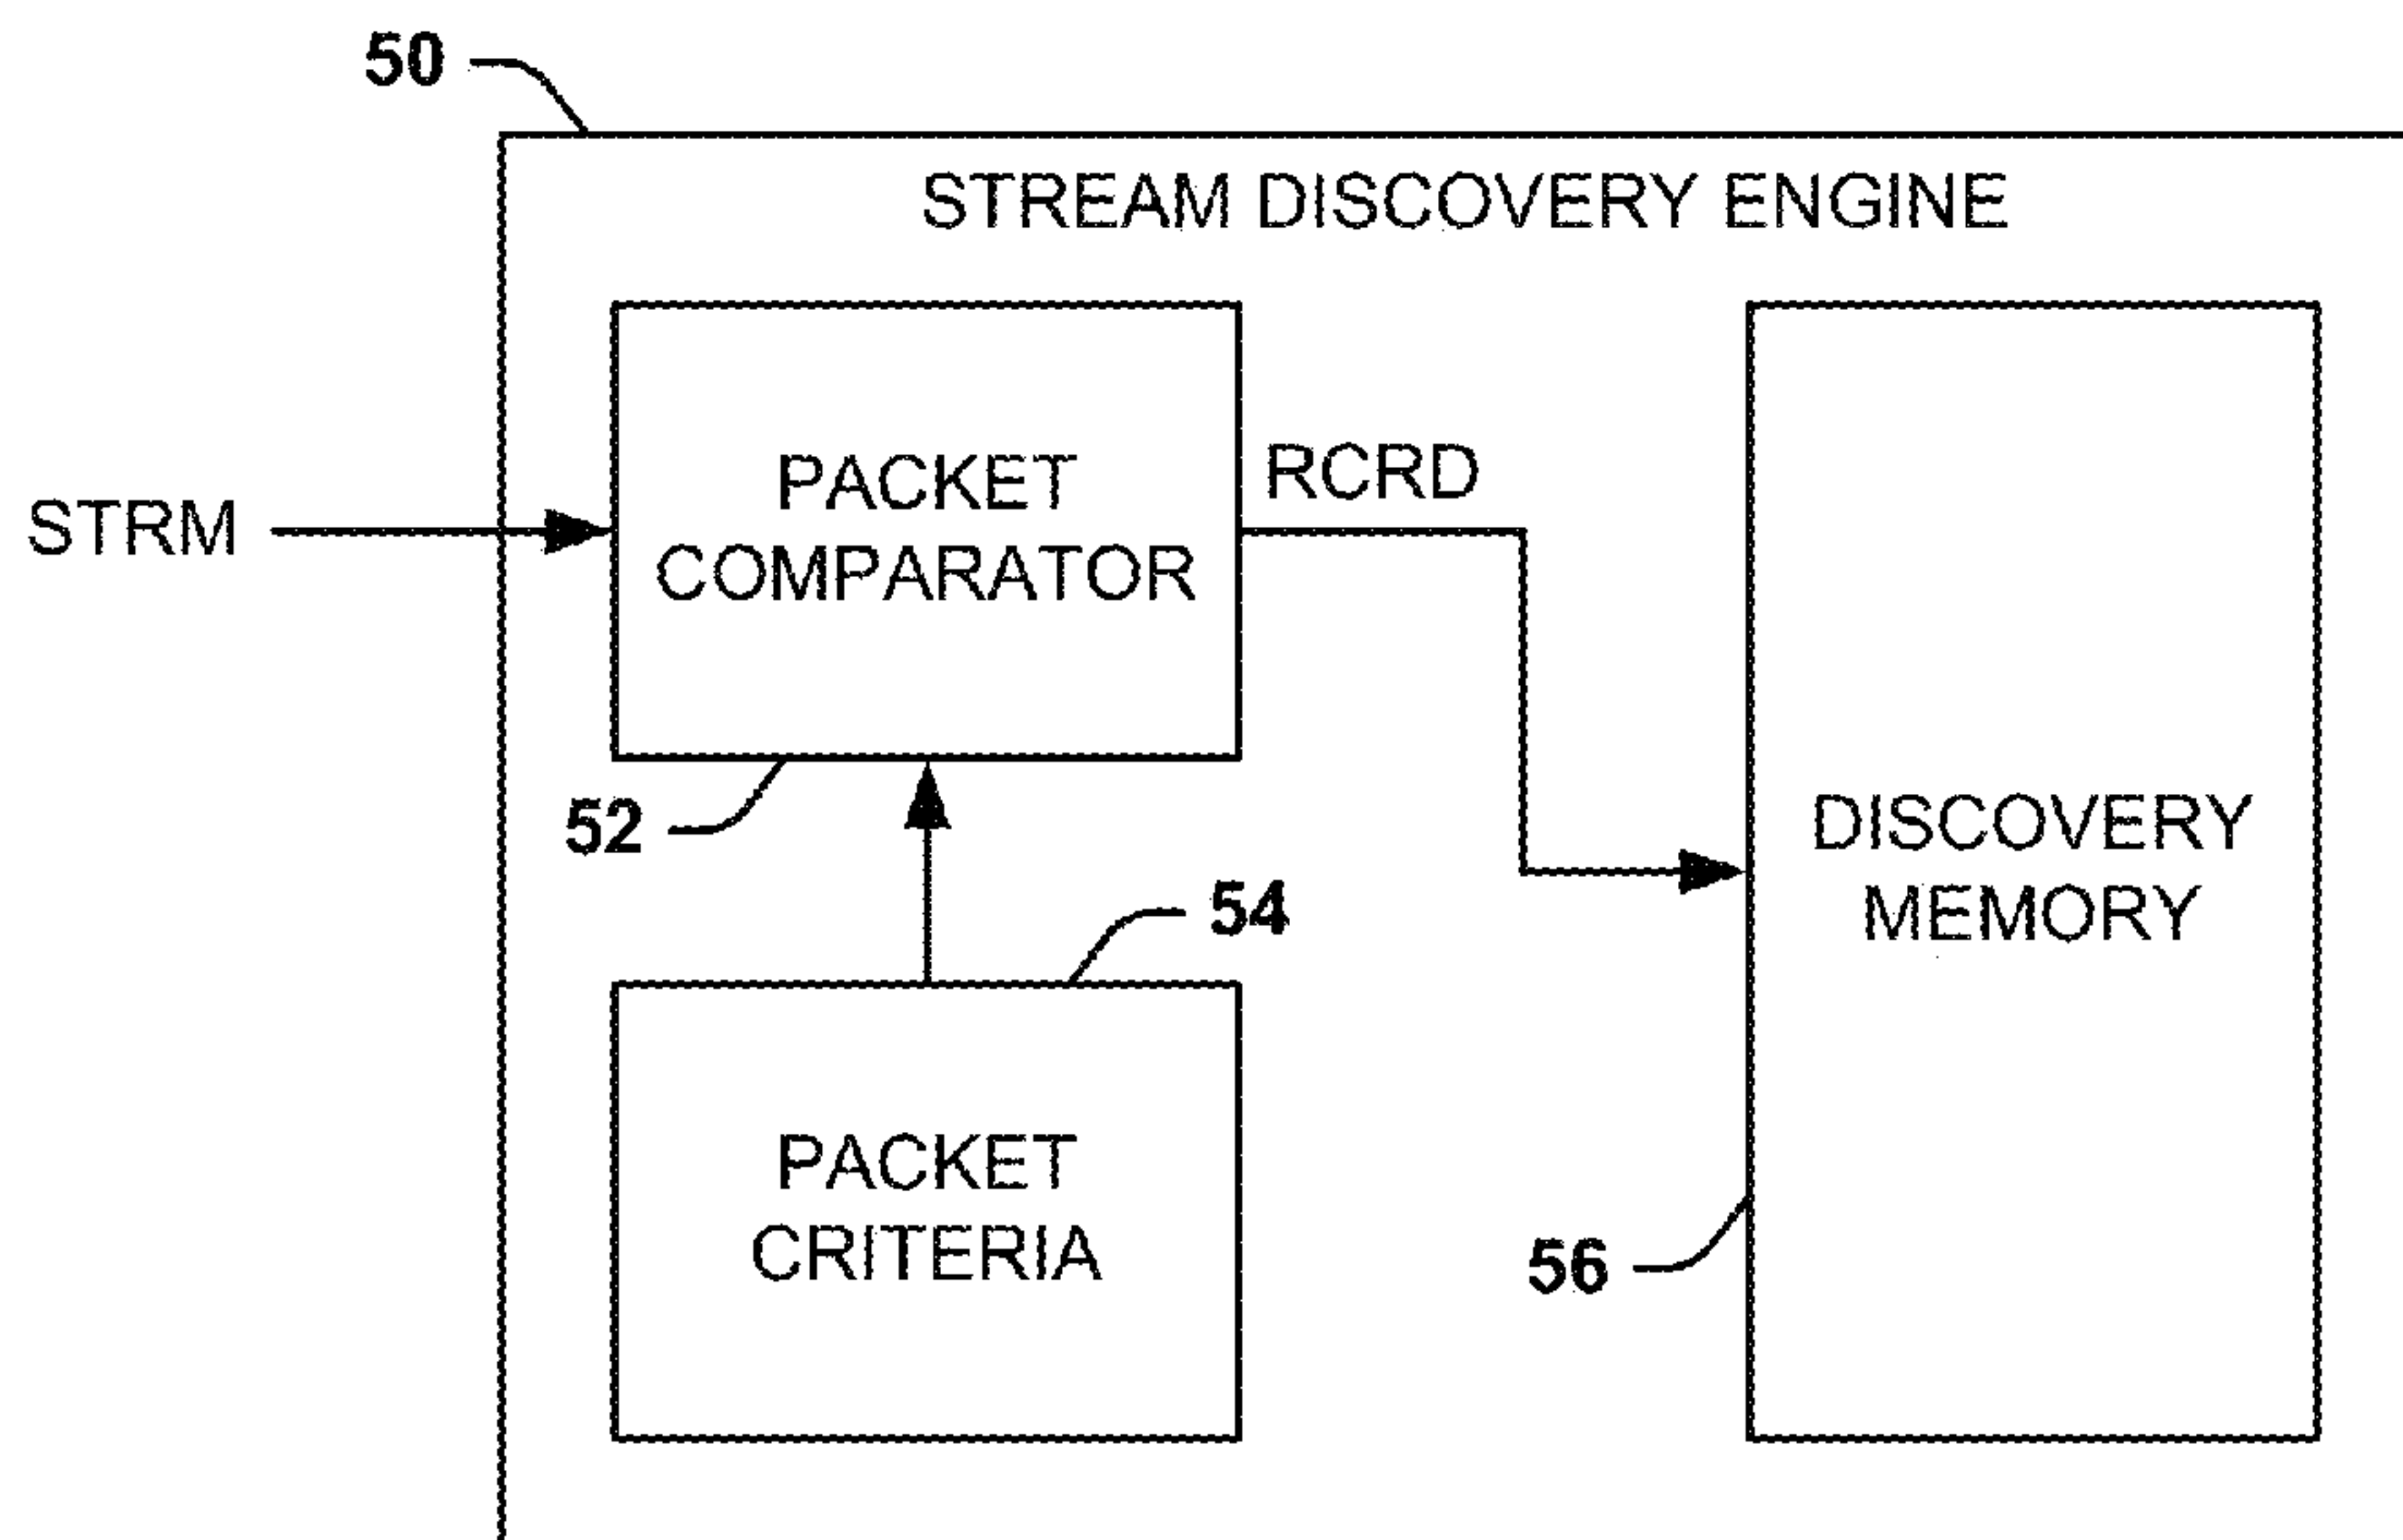 50
STREAM DISCOVERY ENGINE
STRM
PACKET
COMPARATOR
RCRD
52
54
DISCOVERY
MEMORY
PACKET
CRITERIA
56